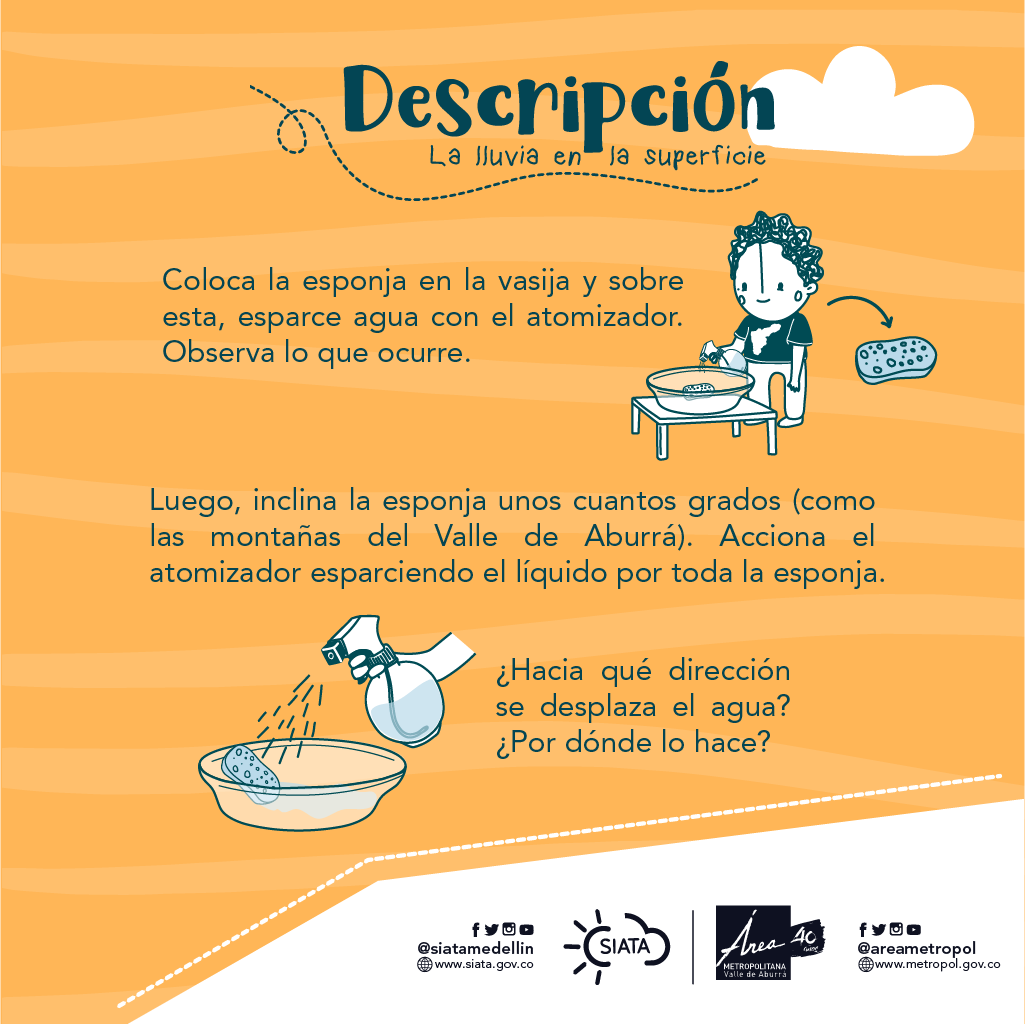 Descripción
La lluvia en la superficie
Coloca la esponja en la vasija y sobre
esta, esparce agua con el atomizador.
Observa lo que ocurre.
Luego, inclina la esponja unos cuantos grados (como
las montañas del Valle de Aburrá). Acciona el
atomizador esparciendo el líquido por toda la esponja.
¿Hacia qué dirección
se desplaza el agua?
¿Por dónde lo hace?
@siatamedellin
www.siata.gov.co
SIATA
Área
METROPOLITANA
Valle de Aburrá
40
@areametropol
www.metropol.gov.co